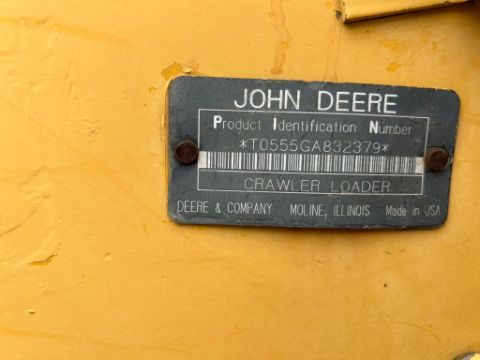 JOHN DEERE
Product Identification Number
*T0555GA832379*
CRAWLER LOADER
DEERE & COMPANY MOLINE, ILLINOIS Made in USA